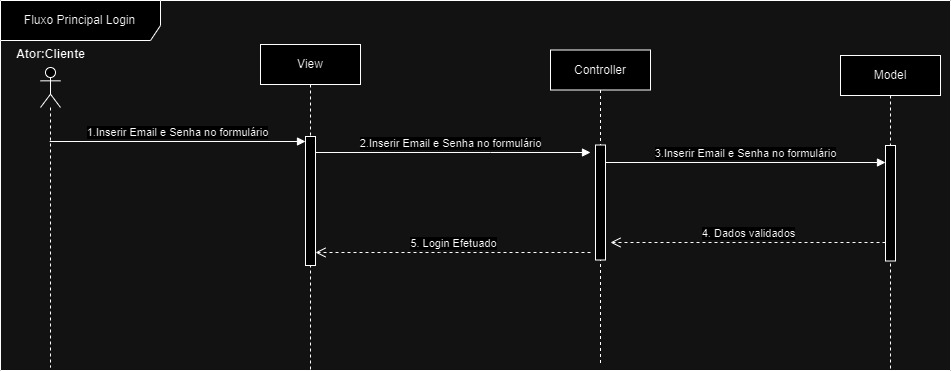 Fluxo Principal Login
Ator:Cliente
View
Controller
Model
1.Inserir Email e Senha no formulário
2.Inserir Email e Senha no formulário
3.Inserir Email e Senha no formulário
4. Dados validados
5. Login Efetuado